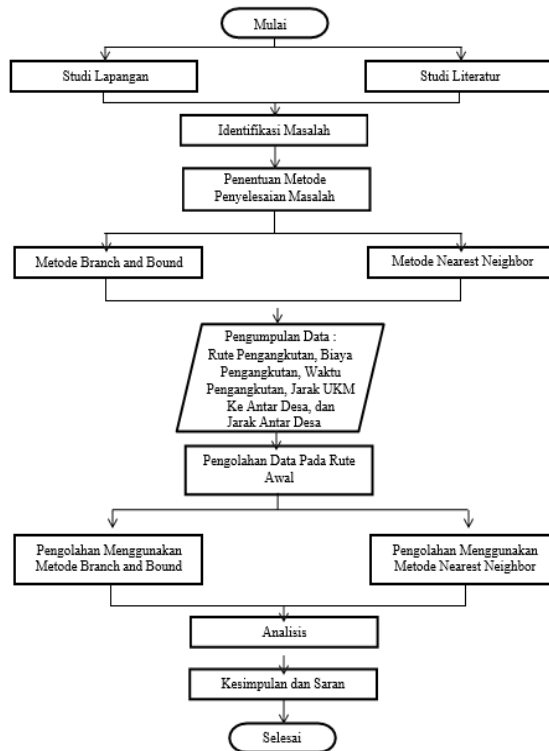 Mulai
Studi Lapangan
Studi Literatur
Identifikasi Masalah
Penentuan Metode
Penyelesaian Masalah
Metode Branch and Bound
Metode Nearest Neighbor
Pengumpulan Data :
Rute Pengangkutan, Biaya
Pengangkutan, Waktu
Pengangkutan, Jarak UKM
Ke Antar Desa, dan
Jarak Antar Desa
Pengolahan Data Pada Rute
Awal
Pengolahan Menggunakan
Metode Branch and Bound
Pengolahan Menggunakan
Metode Nearest Neighbor
Analisis
Kesimpulan dan Saran
Selesai